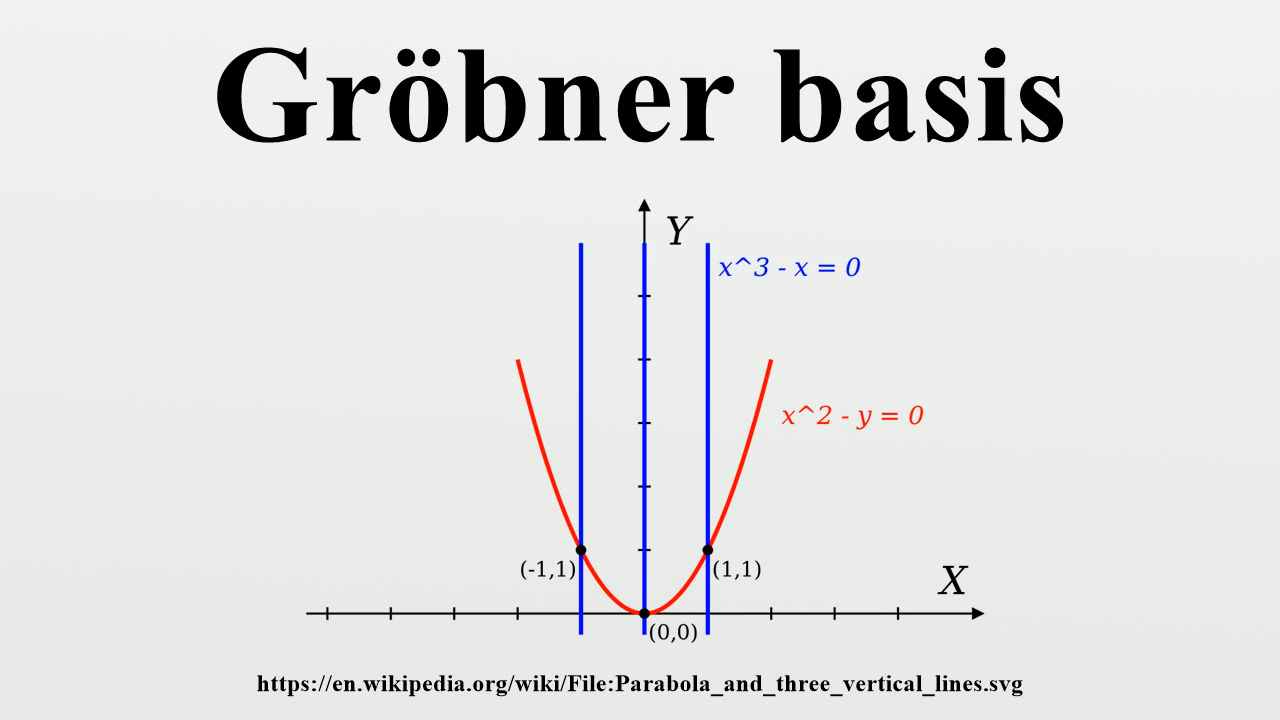 Gröbner basis
Y
x^3 - x = 0
x^2 - y = 0
(-1,1)
(1,1)
X
(0,0)
https://en.wikipedia.org/wiki/File:Parabola_and_three_vertical_lines.svg